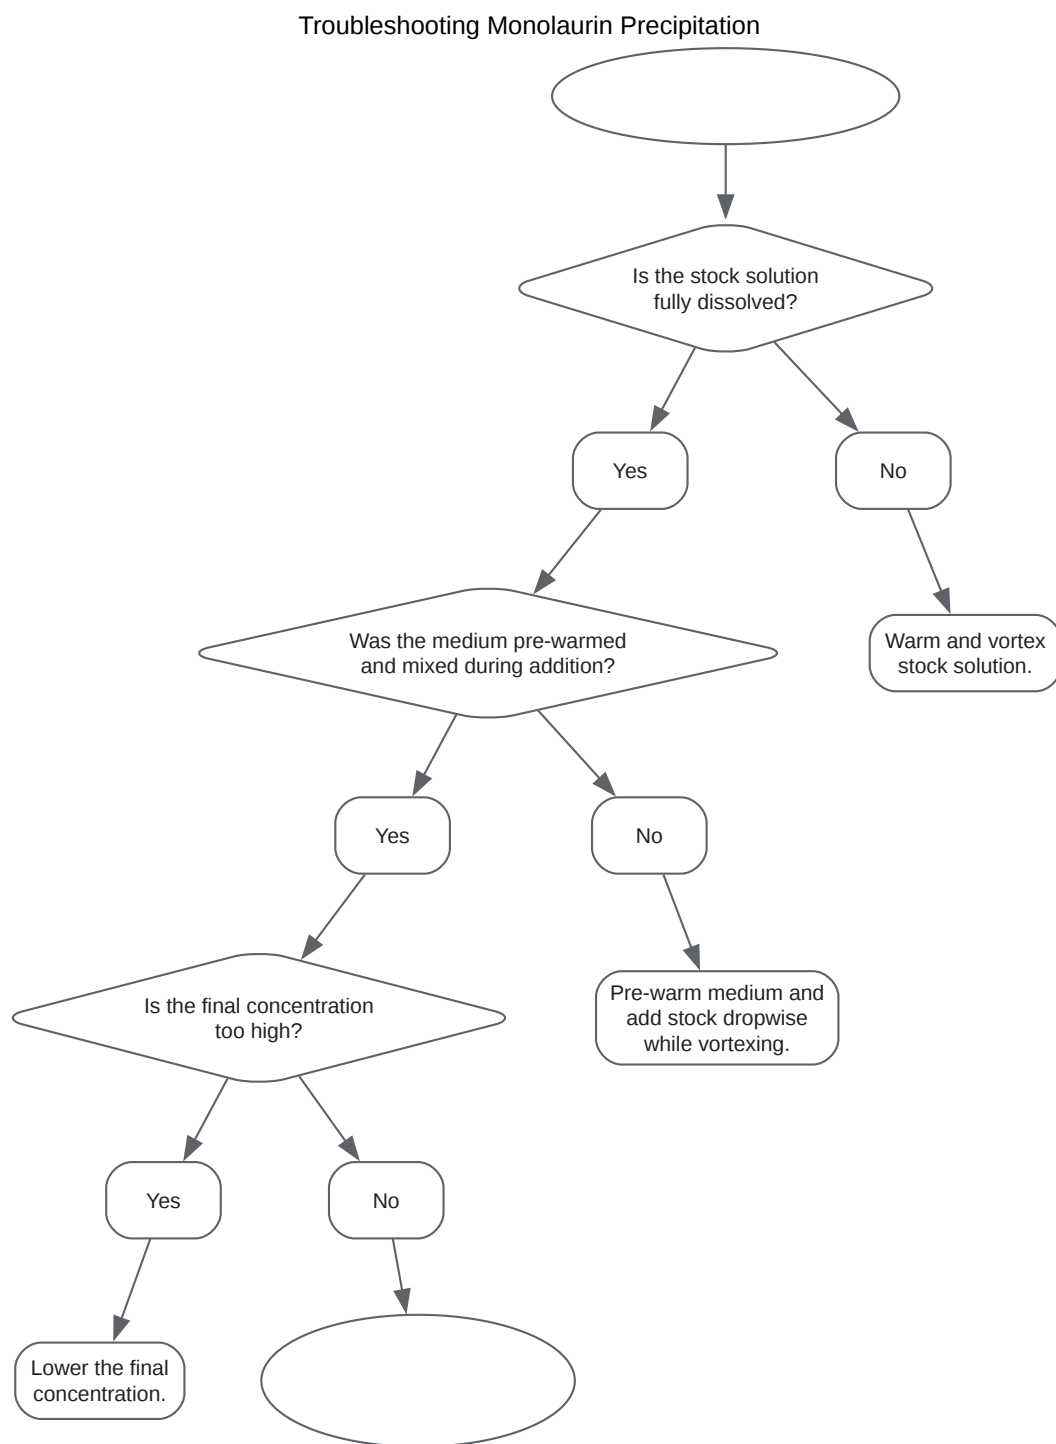 Troubleshooting Monolaurin Precipitation
Is the stock solution
fully dissolved?
Yes
No
Was the medium pre-warmed
and mixed during addition?
Warm and vortex
stock solution.
Yes
No
Is the final concentration
too high?
Pre-warm medium and
add stock dropwise
while vortexing.
Yes
No
Lower the final
concentration.